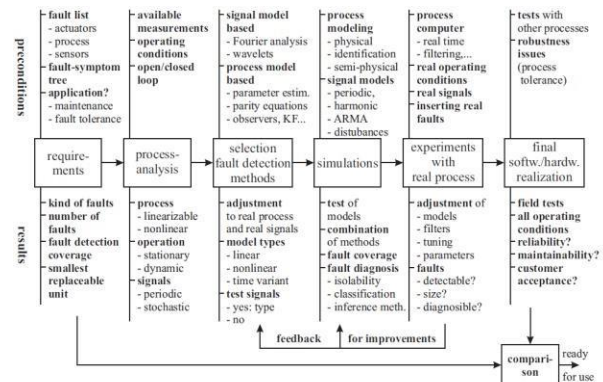 preconditions
fault list
- actuators
- process
- sensors
fault-symptom
tree
application?
- maintenance
- fault tolerance
available
measurements
operating
conditions
open/closed
loop
signal model
based
- Fourier analysis
- wavelets
process model
based
- parameter estim.
- parity equations
- observers, KF...
process
modeling
- physical
- identification
- semi-physical
signal models
- periodic,
harmonic
- ARMA
- distubances
process
computer
- real time
- filtering,...
real operating
conditions
real signals
inserting real
faults
tests with
other processes
robustness
issues
(process
tolerance)
require-
ments
process-
analysis
selection
fault detection
methods
simulations
experiments
with
real process
final
softw./hardw.
realization
results
kind of faults
number of
faults
fault detection
coverage
smallest
replaceable
unit
process
- linearizable
- nonlinear
operation
- stationary
- dynamic
signals
- periodic
- stochastic
adjustment
to real process
and real signals
model types
- linear
- nonlinear
- time variant
test signals
- yes: type
- no
test of
models
combination
of methods
fault coverage
fault diagnosis
- isolability
- classification
- inference meth.
adjustment of
- models
- filters
- tuning
- parameters
faults
- detectable?
- size?
- diagnosible?
field tests
all operating
conditions
reliability?
maintainability?
customer
acceptance?
feedback
for improvements
compari-
son
ready
for use